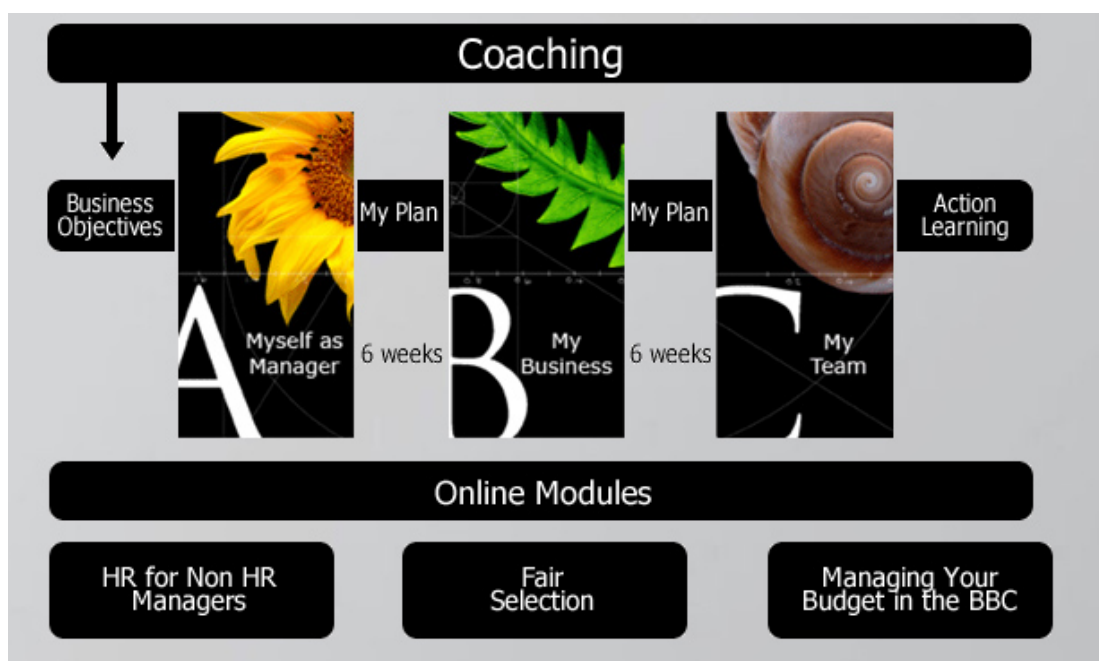 Coaching
Business
Objectives
My Plan
My Plan
Action
Learning
A
Myself as
Manager
6 weeks
B
My
Business
6 weeks
C
My
Team
Online Modules
HR for Non HR
Managers
Fair
Selection
Managing Your
Budget in the BBC